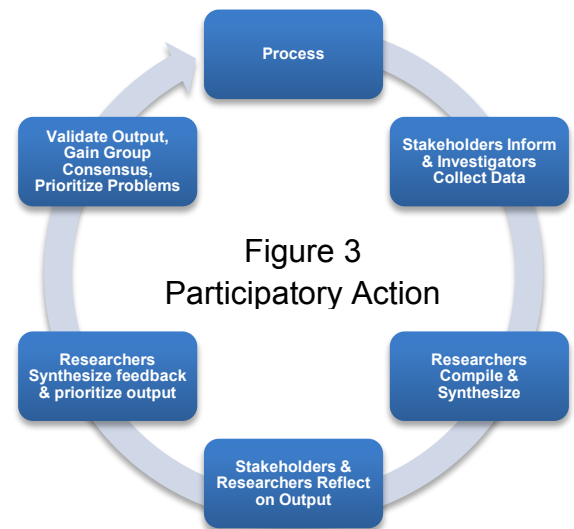 Process
Stakeholders Inform
& Investigators
Collect Data
Researchers
Compile &
Synthesize
Stakeholders &
Researchers Reflect
on Output
Researchers
Synthesize feedback
& prioritize output
Validate Output,
Gain Group
Consensus,
Prioritize Problems
Figure 3
Participatory Action